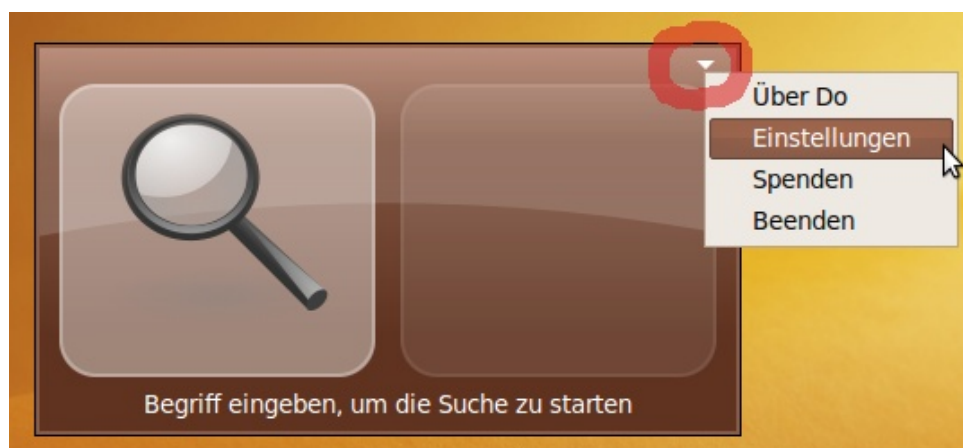 Über Do
Einstellungen
Spenden
Beenden
Begriff eingeben, um die Suche zu starten